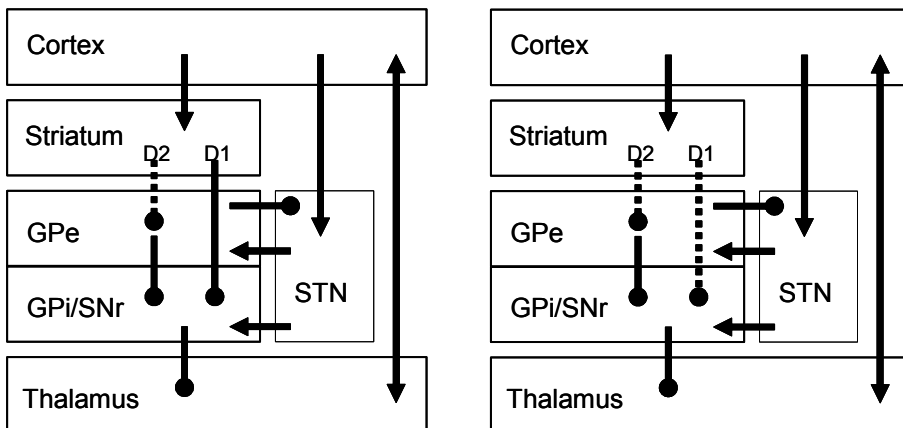 Cortex
Striatum
D2 D1
GPe
GPi/SNr
STN
Thalamus
Cortex
Striatum
D2 D1
GPe
GPi/SNr
STN
Thalamus